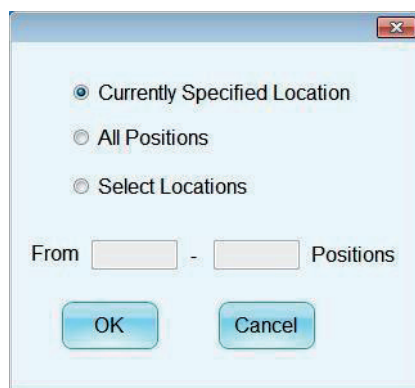 Currently Specified Location
All Positions
Select Locations
From - Positions
OK Cancel